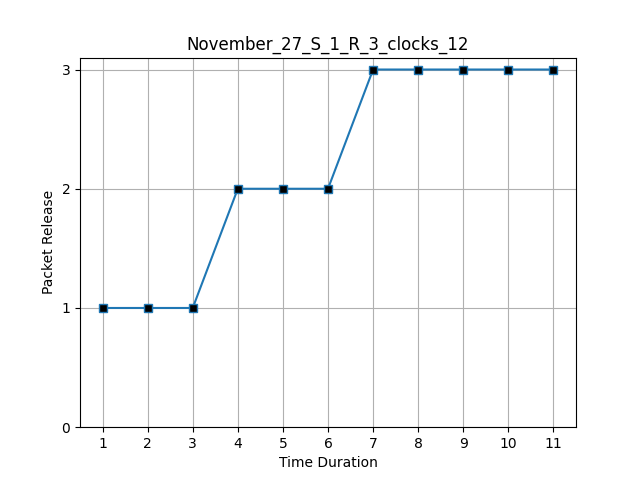 November_27_S_1_R_3_clocks_12
3
2
1
0
Packet Release
1 2 3 4 5 6 7 8 9 10 11
Time Duration